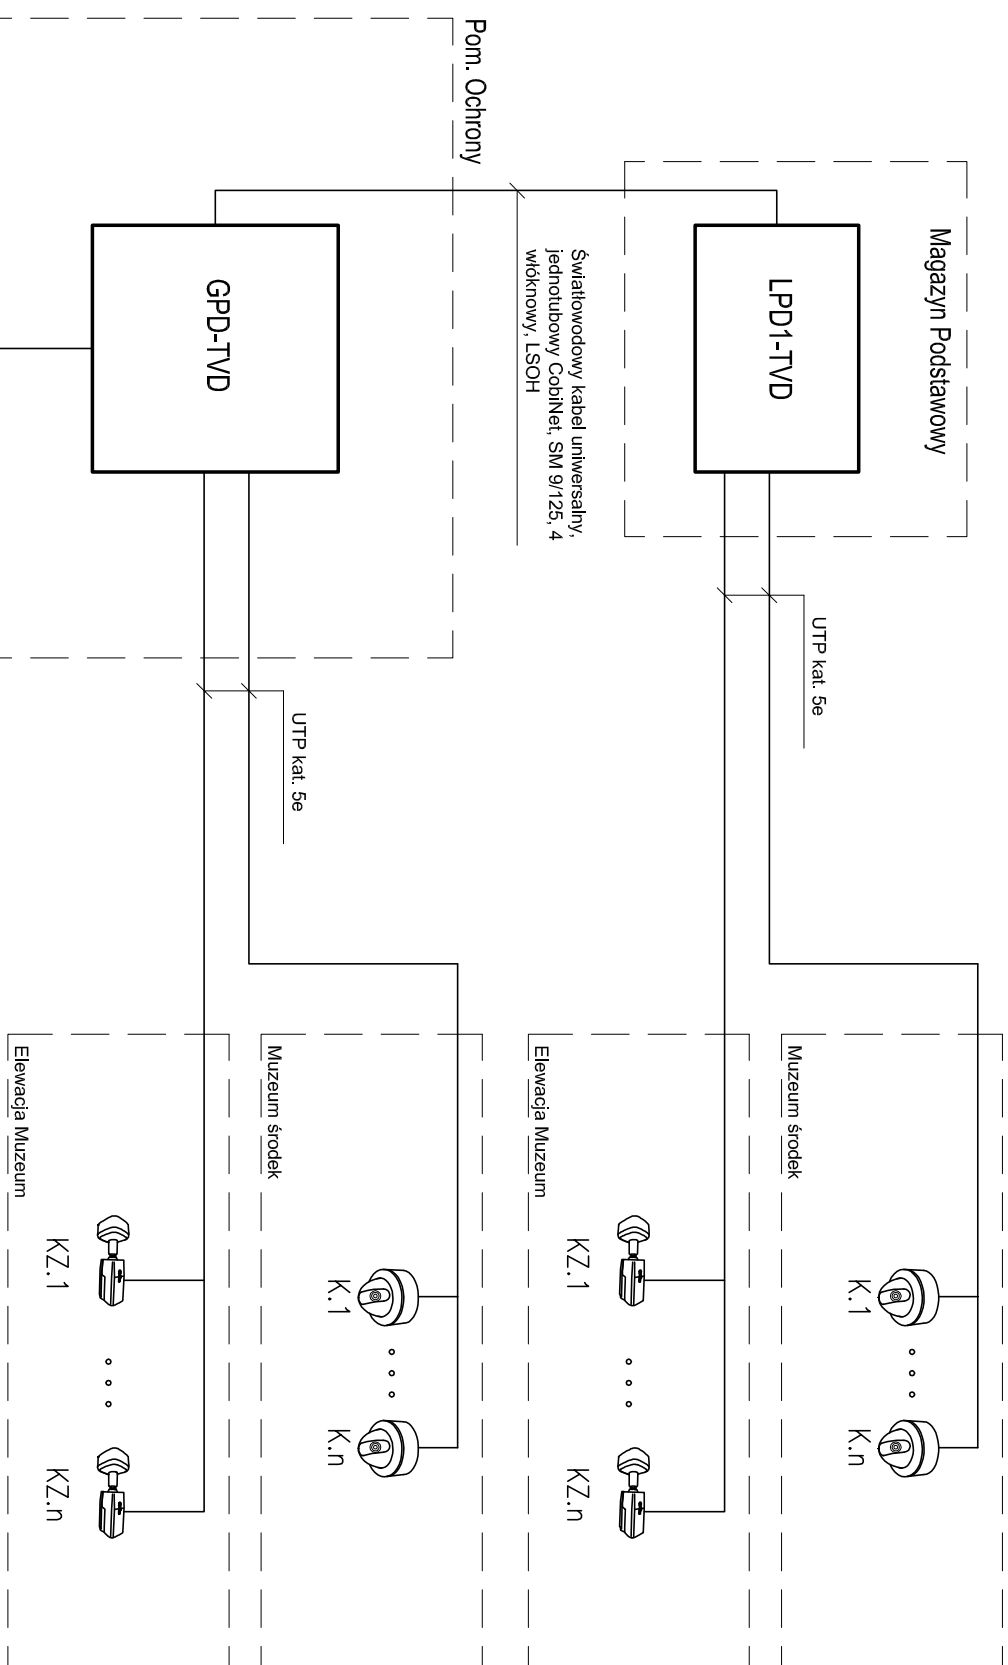 Magazyn Podstawowy
LPD1-TVD
UTP kat. 5e
Muzeum środek
K.1
K.n
Elewacja Muzeum
KZ.1
KZ.n
Światłowodowy kabel uniwersalny,
jednotubowy CobiNet, SM 9/125, 4
włóknowy, LSOH
Pom. Ochrony
GPD-TVD
UTP kat. 5e
Muzeum środek
K.1
K.n
Elewacja Muzeum
KZ.1
KZ.n